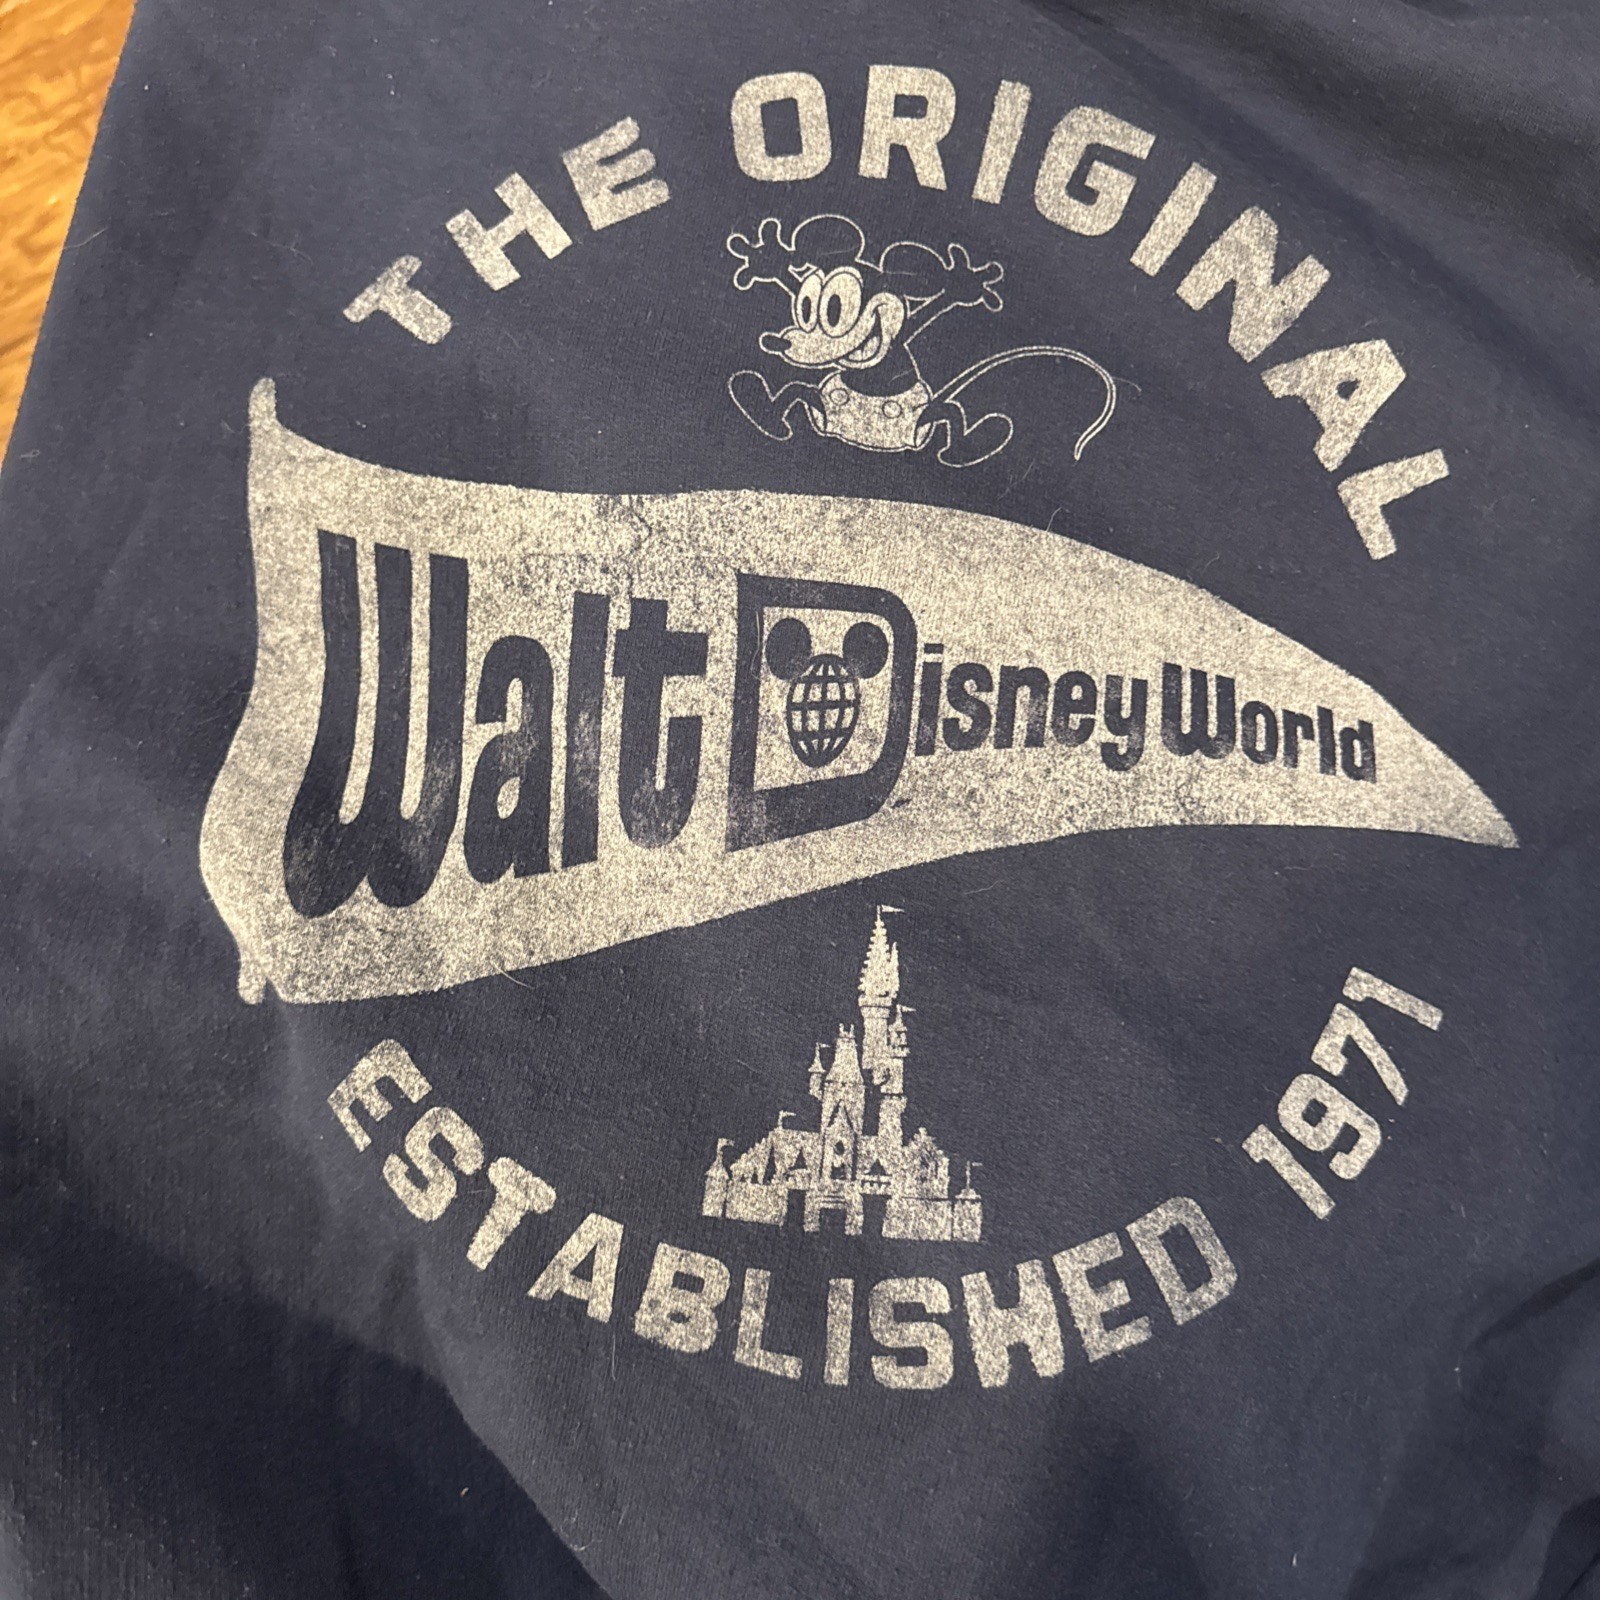 THE ORIGINAL
Walt Disney World
ESTABLISHED 1971